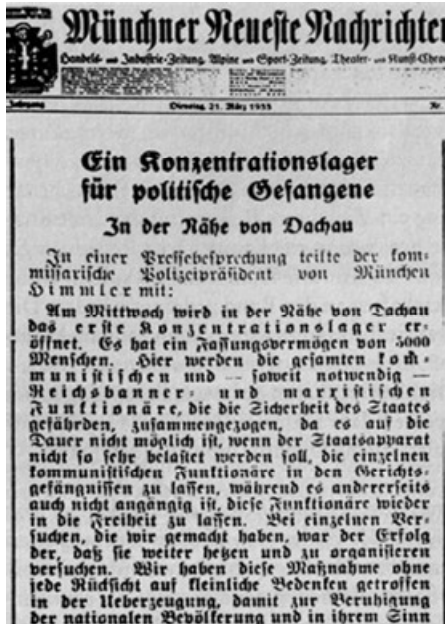 Münchner Neueste Nachrichten
Handels- und Industrie-Zeitung, Alpine und Sport-Zeitung, Theater- und Kunst-Chro
Jahrgang Dienstag, 21. März 1933 Nr.
Ein Konzentrationslager
für politische Gefangene
In der Nähe von Dachau
In einer Pressebesprechung teilte der kom-
missarische Polizeipräsident von München
Himmler mit:
Am Mittwoch wird in der Nähe von Dachau
das erste Konzentrationslager er-
öffnet. Es hat ein Fassungsvermögen von 5000
Menschen. Hier werden die gesamten kom-
munistischen und — soweit notwendig —
Reichsbanner- und marxistischen
Funktionäre, die die Sicherheit des Staates
gefährden, zusammengezogen, da es auf die
Dauer nicht möglich ist, wenn der Staatsapparat
nicht so sehr belastet werden soll, die einzelnen
kommunistischen Funktionäre in den Gerichts-
gefängnissen zu lassen, während es andererseits
auch nicht angängig ist, diese Funktionäre wieder
in die Freiheit zu lassen. Bei einzelnen Ver-
suchen, die wir gemacht haben, war der Erfolg
der, daß sie weiter hetzen und zu organisieren
versuchen. Wir haben diese Maßnahme ohne
jede Rücksicht auf kleinliche Bedenken getroffen
in der Ueberzeugung, damit zur Beruhigung
der nationalen Bevölkerung und in ihrem Sinn